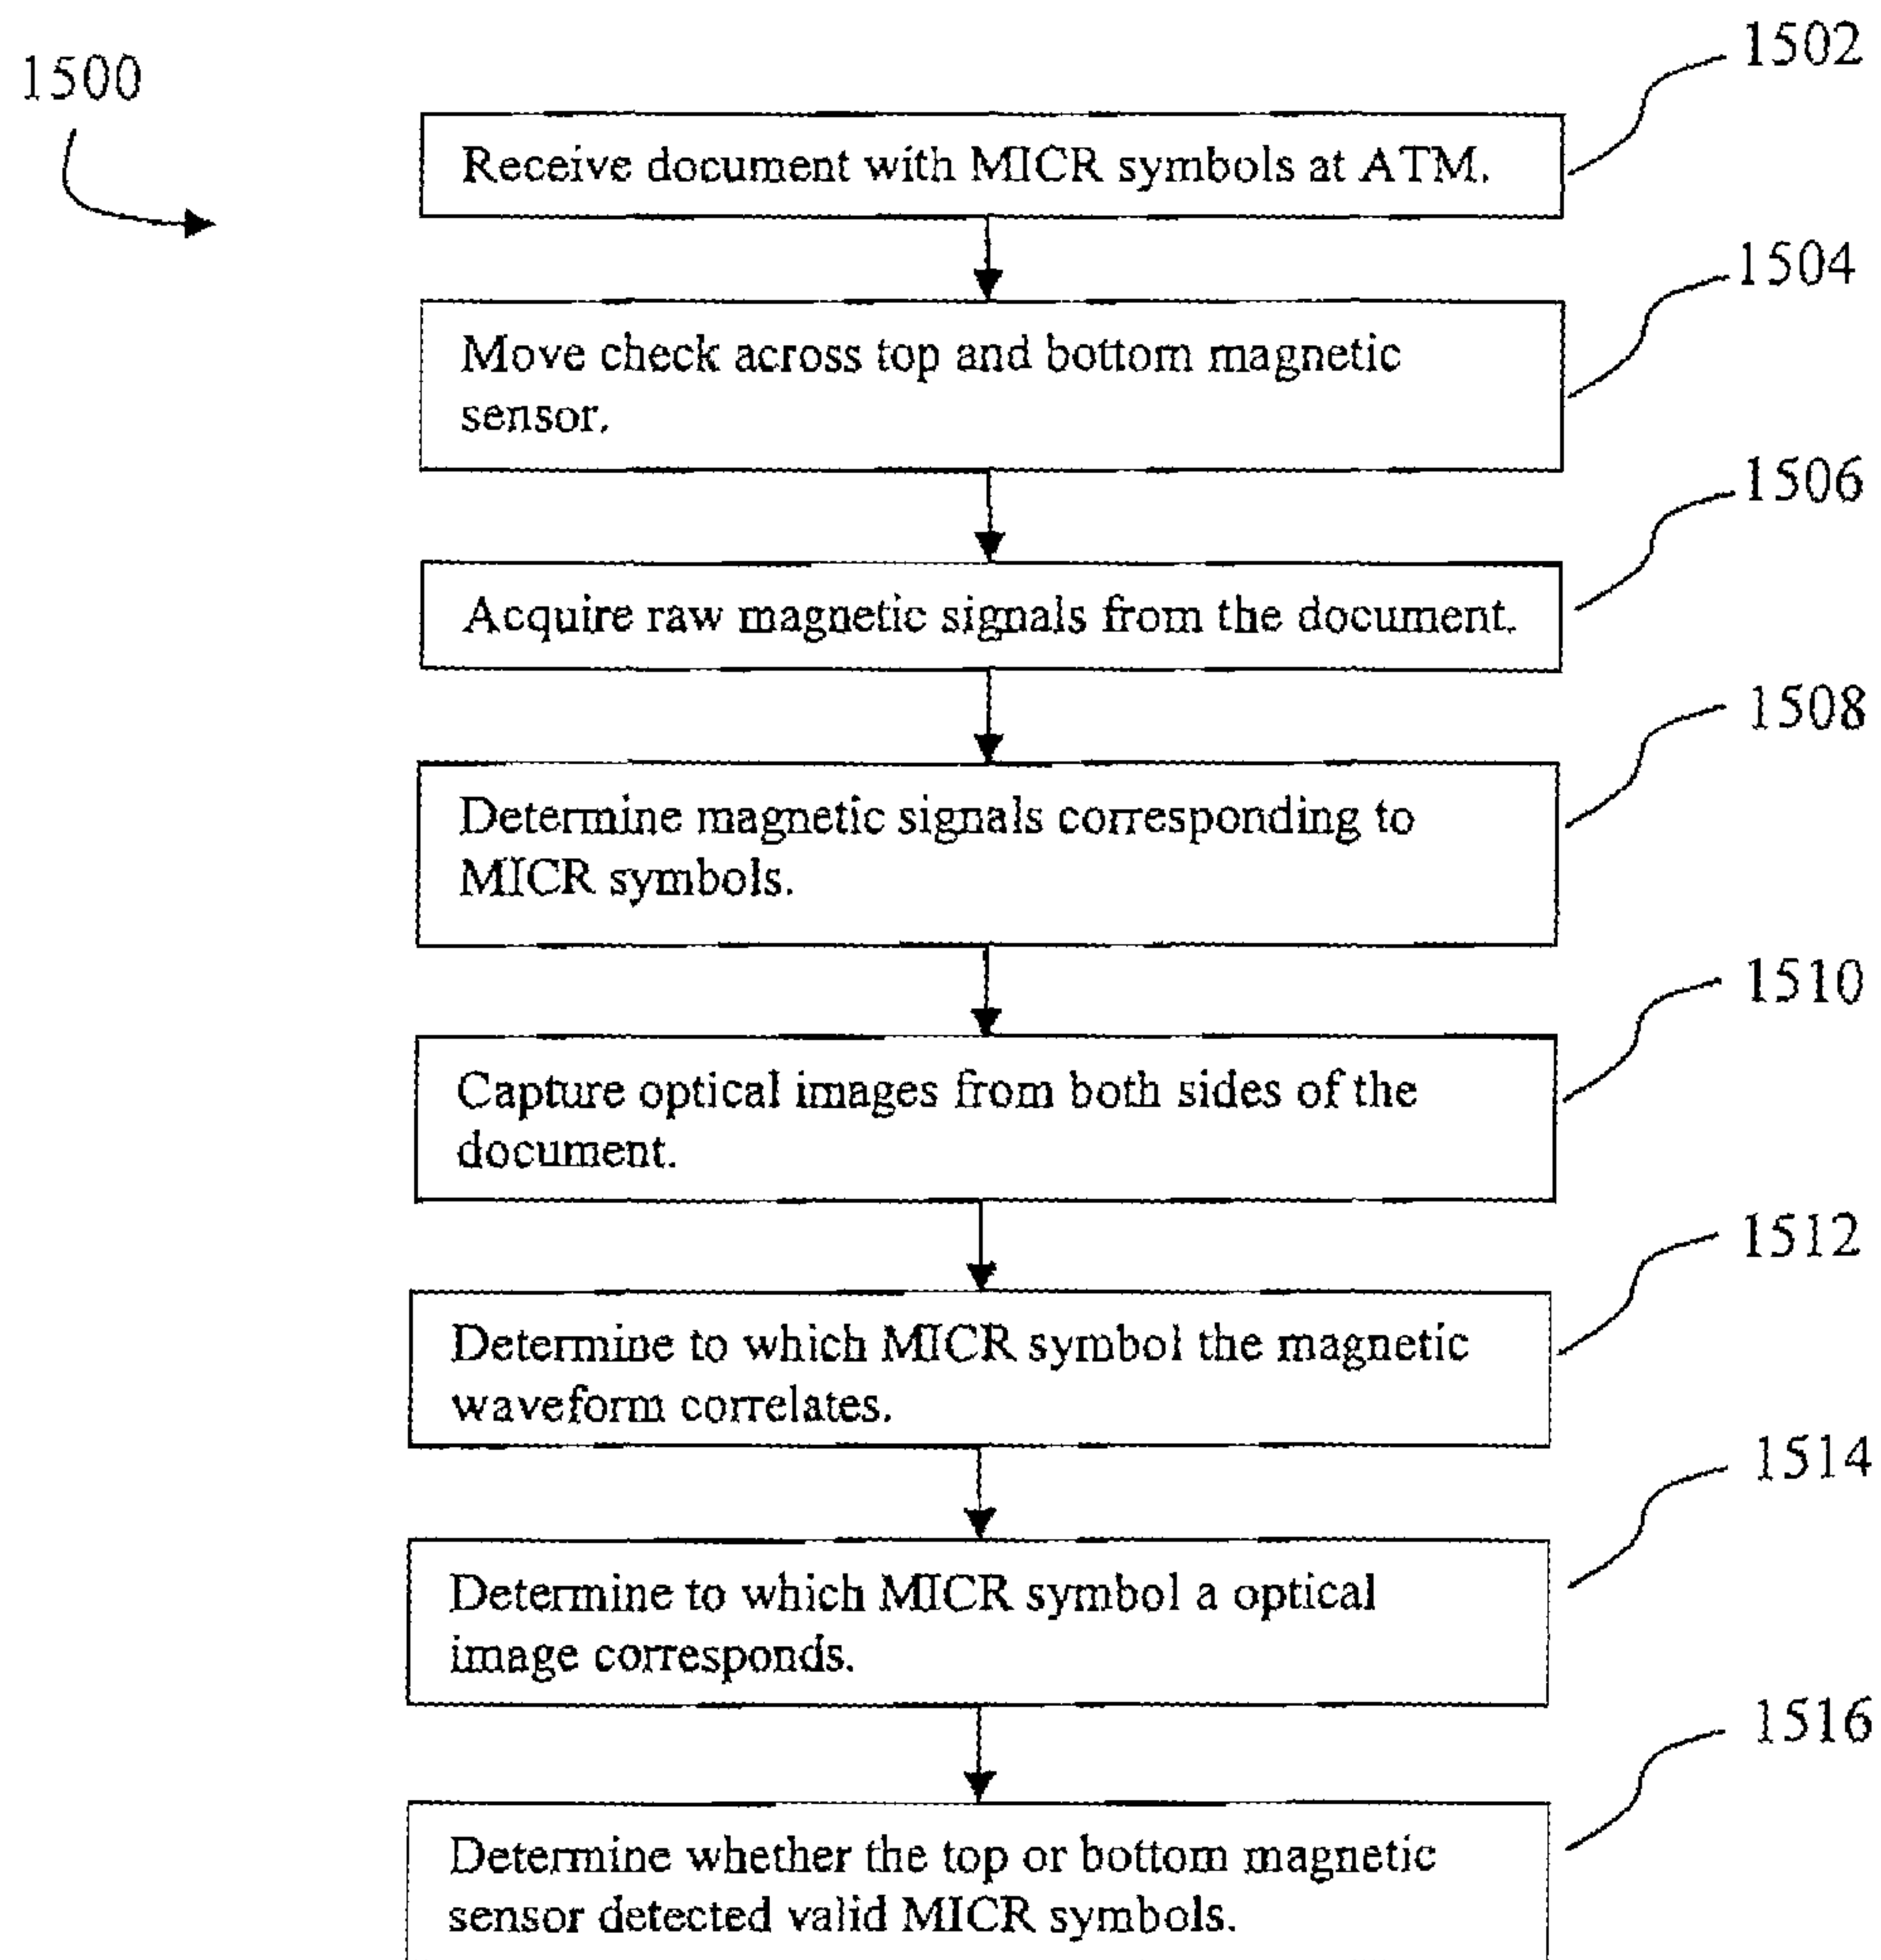 1500
1502
Receive document with MICR symbols at ATM.
1504
Move check across top and bottom magnetic
sensor.
1506
Acquire raw magnetic signals from the document.
1508
Determine magnetic signals corresponding to
MICR symbols.
1510
Capture optical images from both sides of the
document.
1512
Determine to which MICR symbol the magnetic
waveform correlates.
1514
Determine to which MICR symbol a optical
image corresponds.
1516
Determine whether the top or bottom magnetic
sensor detected valid MICR symbols.